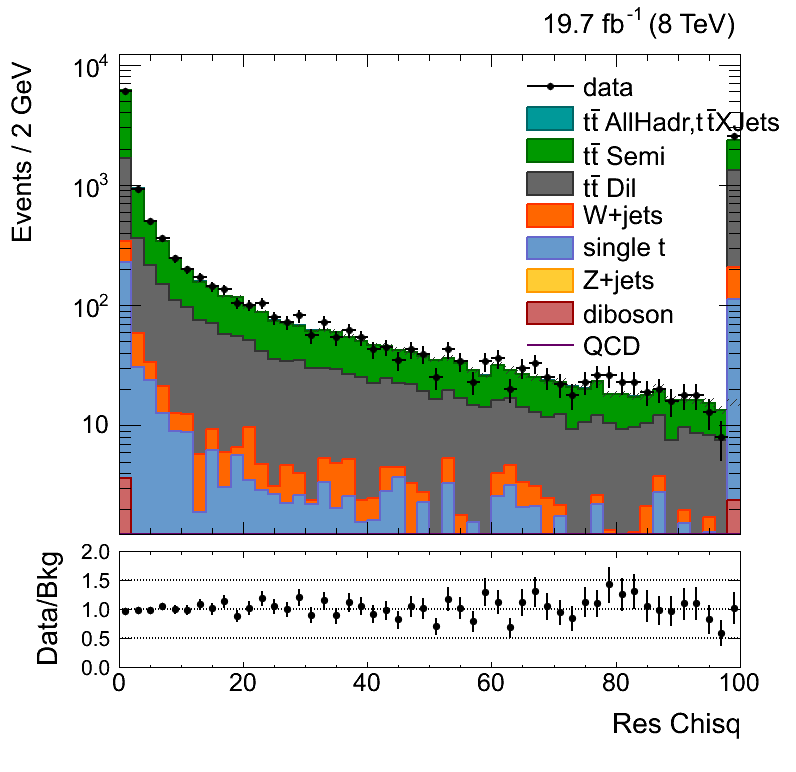 19.7 fb⁻¹ (8 TeV)
Events / 2 GeV
10⁴
10³
10²
10
data
tt̄ AllHadr,tt̄XJets
tt̄ Semi
tt̄ Dil
W+jets
single t
Z+jets
diboson
QCD
Data/Bkg
2.0
1.5
1.0
0.5
0.0
0 20 40 60 80 100
Res Chisq